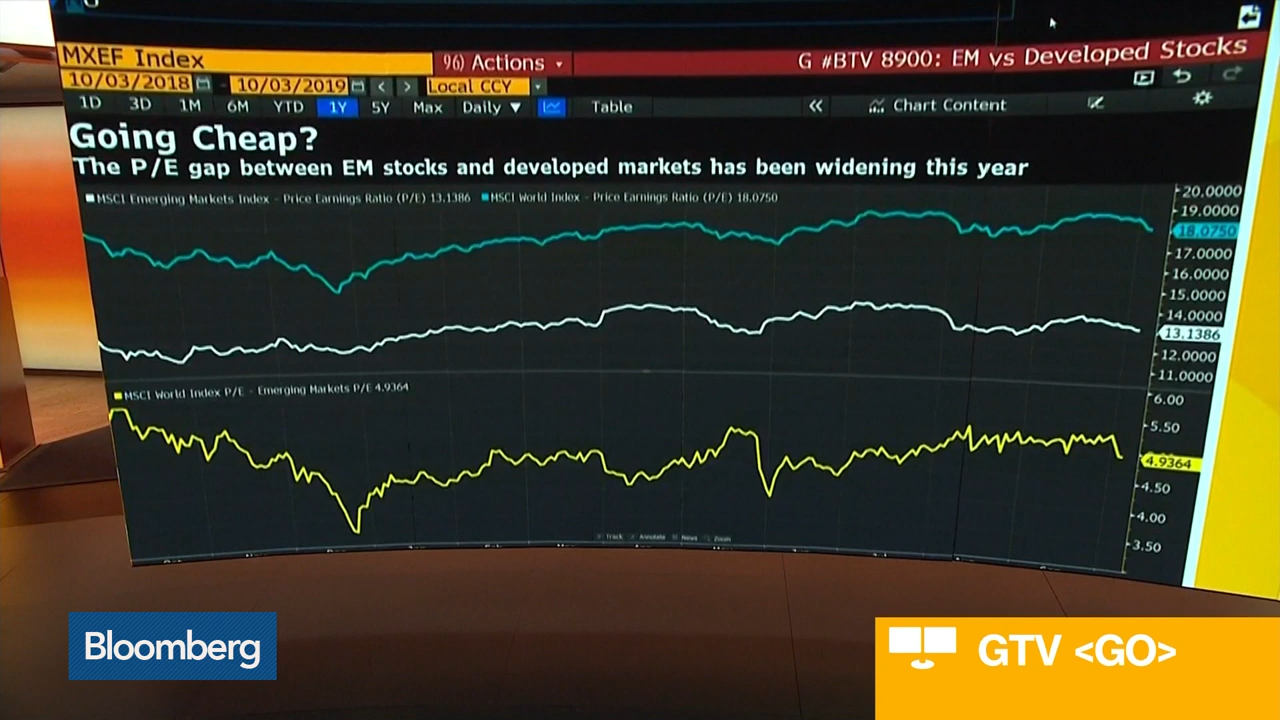 MXEF Index
96) Actions
G #BTV 8900: EM vs Developed Stocks
10/03/2018 - 10/03/2019 < > Local CCY
1D 3D 1M 6M YTD 1Y 5Y Max Daily ▼ Table « Chart Content
Going Cheap?
The P/E gap between EM stocks and developed markets has been widening this year
MSCI Emerging Markets Index - Price Earnings Ratio (P/E) 13.1386 MSCI World Index - Price Earnings Ratio (P/E) 18.0750
20.0000
19.0000
18.0750
17.0000
16.0000
15.0000
14.0000
13.1386
12.0000
11.0000
MSCI World Index P/E - Emerging Markets P/E 4.9364
6.00
5.50
4.9364
4.50
4.00
3.50
Track Annotate News Zoom
Bloomberg
GTV <GO>